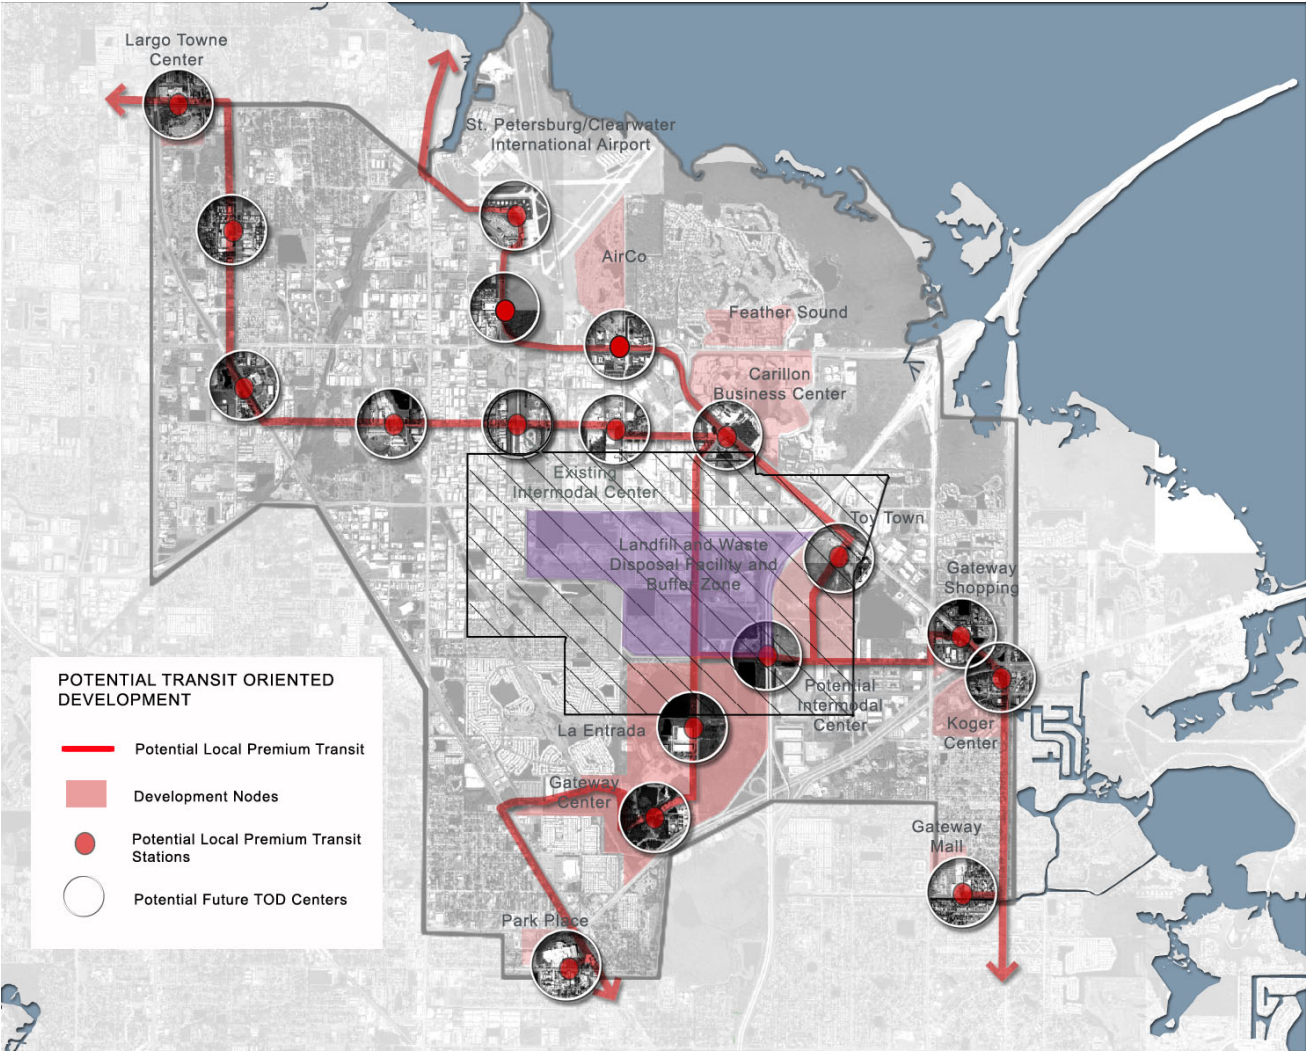 Largo Towne
Center
St. Petersburg/Clearwater
International Airport
AirCo
Feather Sound
Carillon
Business Center
Existing
Intermodal Center
Toy Town
Landfill and Waste
Disposal Facility and
Buffer Zone
Gateway
Shopping
Potential
Intermodal
Center
Koger
Center
La Entrada
Gateway
Center
Gateway
Mall
Park Place
POTENTIAL TRANSIT ORIENTED
DEVELOPMENT
Potential Local Premium Transit
Development Nodes
Potential Local Premium Transit
Stations
Potential Future TOD Centers